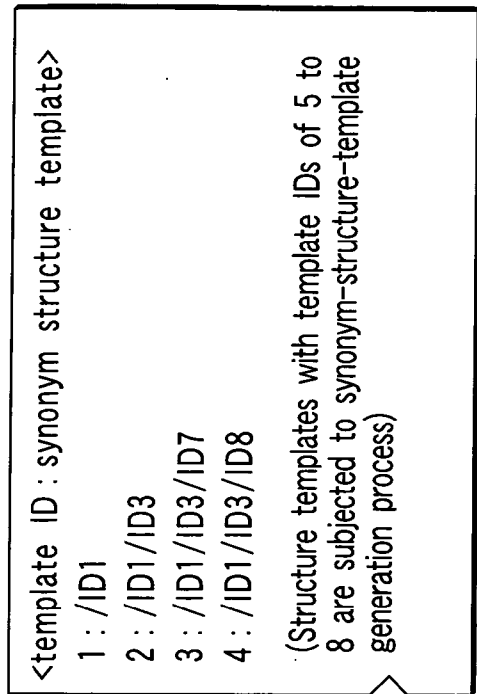 <template ID : synonym structure template>
1 : /ID1
2 : /ID1/ID3
3 : /ID1/ID3/ID7
4 : /ID1/ID3/ID8
(Structure templates with template IDs of 5 to
8 are subjected to synonym-structure-template
generation process)